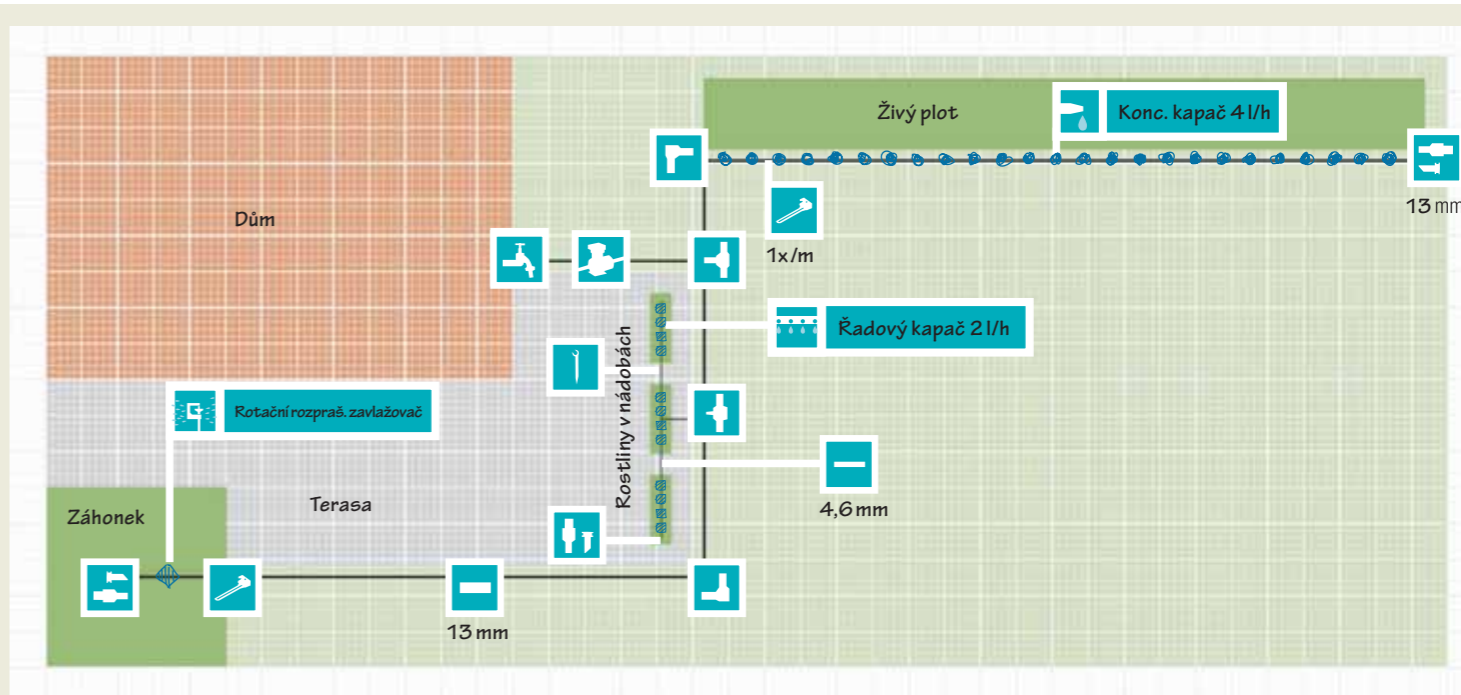 Živý plot
Konc. kapač 4 l/h
13 mm
Dům
1x/m
Řadový kapač 2 l/h
Rostliny v nádobách
Rotační rozpraš. zavlažovač
4,6 mm
Terasa
Záhonek
13 mm